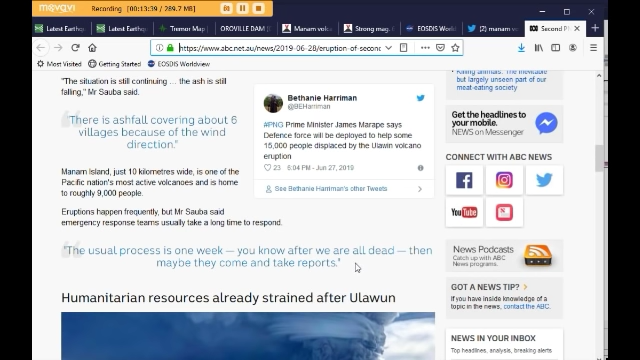 movavi
Recording ( 00:13:39 / 289.7 MB )
Latest Earthqu
Latest Earthqu
Tremor Map |
OROVILLE DAM |
Manam volc
Strong mag.
EOSDIS Worldvi
manam vo
Second P
https://www.abc.net.au/news/2019-06-28/eruption-of-second
Most Visited
Getting Started
EOSDIS Worldview
"The situation is still continuing … the ash is still
falling," Mr Sauba said.
"There is ashfall covering about 6
villages because of the wind
direction."
Manam Island, just 10 kilometres wide, is one of the
Pacific nation's most active volcanoes and is home
to roughly 9,000 people.
Eruptions happen frequently, but Mr Sauba said
emergency response teams usually take a long time to respond.
"The usual process is one week — you know after we are all dead — then
maybe they come and take reports."
Humanitarian resources already strained after Ulawun
Bethanie Harriman
@BEHarriman
#PNG Prime Minister James Marape says
Defence force will be deployed to help some
15,000 people displaced by the Ulawin volcano
eruption
23 6:04 PM - Jun 27, 2019
See Bethanie Harriman's other Tweets
Killing animals: The inevitable
but largely unseen part of our
meat-eating society
Get the headlines to
your mobile.
NEWS on Messenger
CONNECT WITH ABC NEWS
YouTube
News Podcasts
Catch up with ABC
News programs.
GOT A NEWS TIP?
If you have inside knowledge of a
topic in the news, contact the ABC.
NEWS IN YOUR INBOX
Top headlines, analysis, breaking alerts